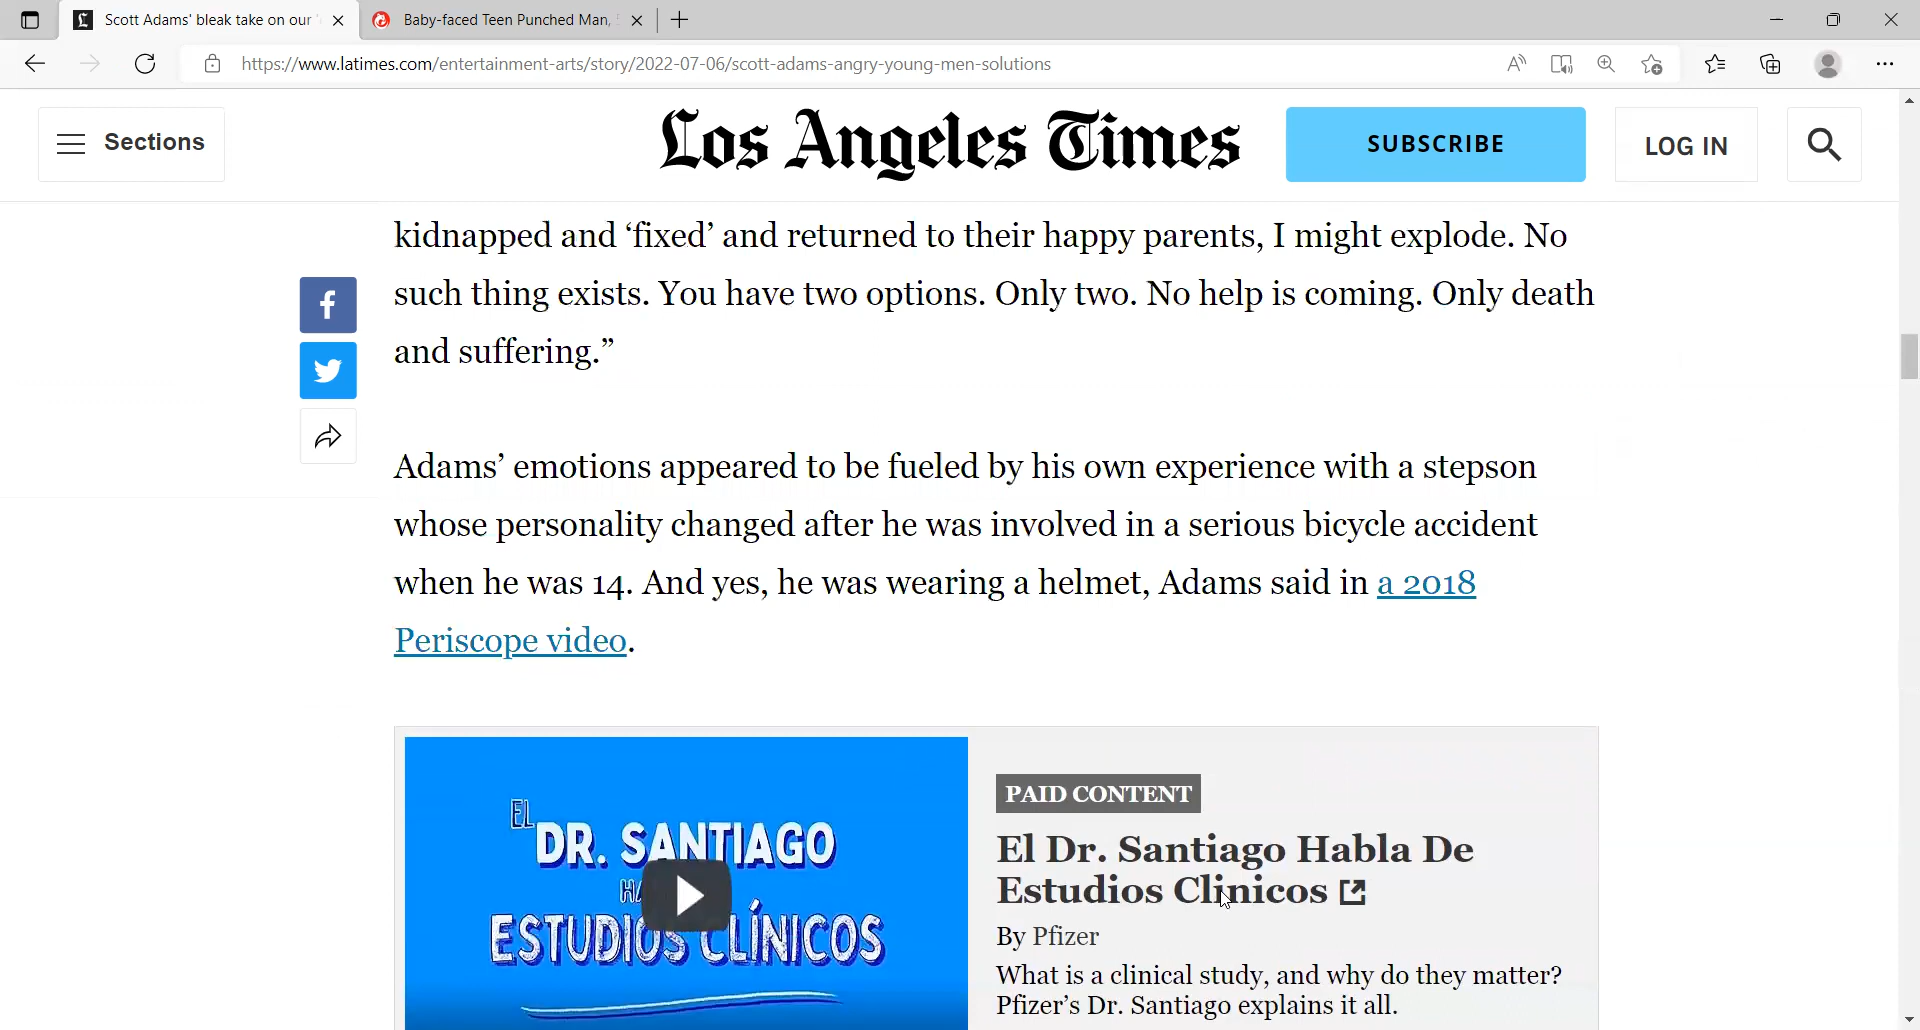 Scott Adams' bleak take on our
Baby-faced Teen Punched Man,
https://www.latimes.com/entertainment-arts/story/2022-07-06/scott-adams-angry-young-men-solutions
Sections
Los Angeles Times
SUBSCRIBE
LOG IN
kidnapped and ‘fixed’ and returned to their happy parents, I might explode. No
such thing exists. You have two options. Only two. No help is coming. Only death
and suffering.”
Adams’ emotions appeared to be fueled by his own experience with a stepson
whose personality changed after he was involved in a serious bicycle accident
when he was 14. And yes, he was wearing a helmet, Adams said in a 2018
Periscope video.
EL
DR. SANTIAGO
ESTUDIOS CLÍNICOS
PAID CONTENT
El Dr. Santiago Habla De
Estudios Clinicos
By Pfizer
What is a clinical study, and why do they matter?
Pfizer’s Dr. Santiago explains it all.